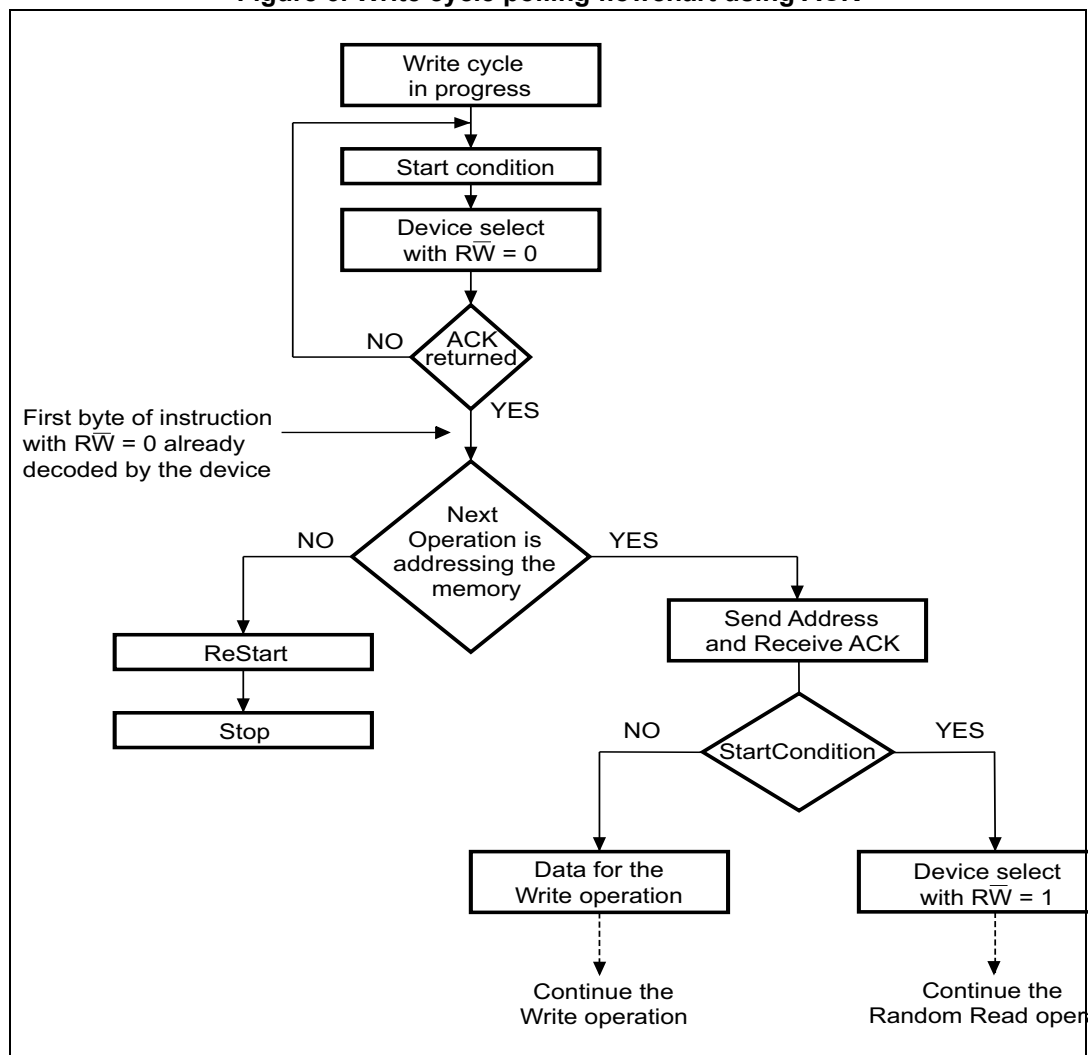 Write cycle
in progress
Start condition
Device select
with RW̅ = 0
NO
ACK
returned
YES
First byte of instruction
with RW̅ = 0 already
decoded by the device
NO
Next
Operation is
addressing the
memory
YES
Send Address
and Receive ACK
ReStart
Stop
NO
StartCondition
YES
Data for the
Write operation
Device select
with RW̅ = 1
Continue the
Write operation
Continue the
Random Read opera